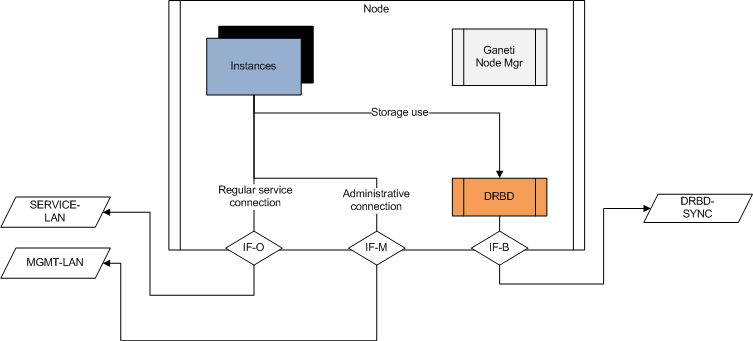 Node
Instances
Ganeti
Node Mgr
Storage use
Regular service
connection
Administrative
connection
DRBD
SERVICE-
LAN
DRBD-
SYNC
IF-O
IF-M
IF-B
MGMT-LAN